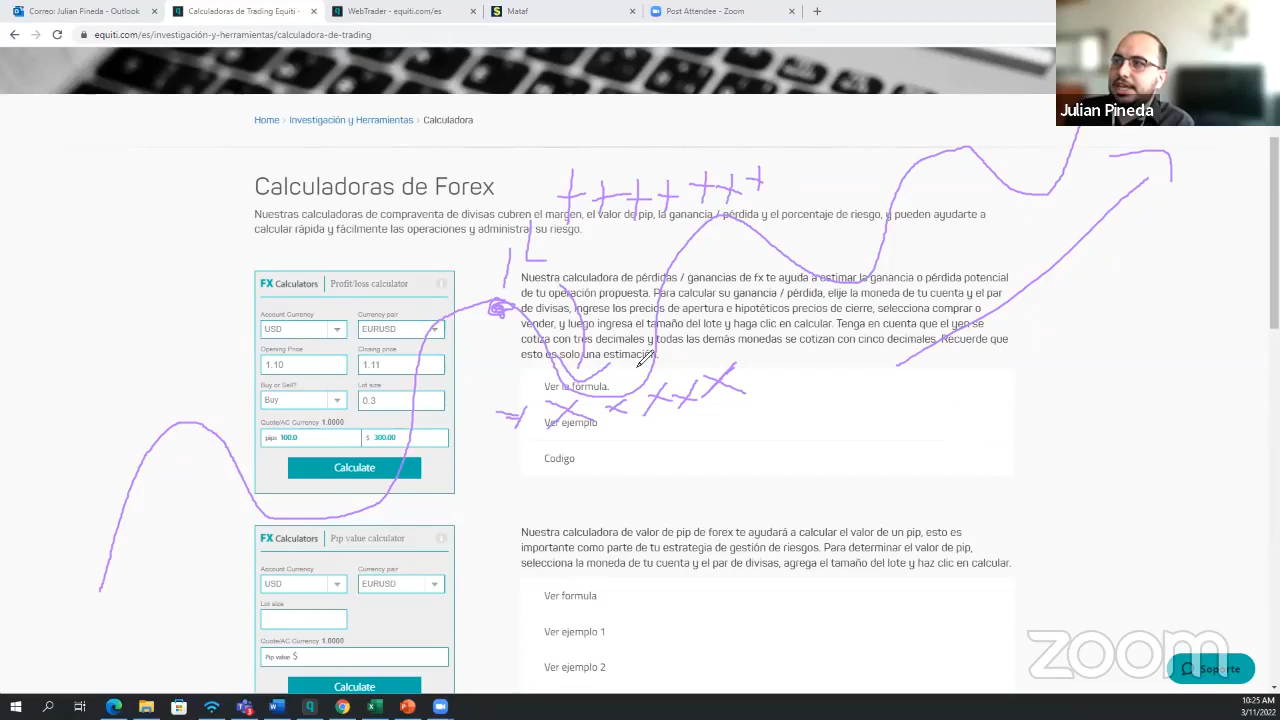 Correo: Julian Pineda - Outlook
Calculadoras de Trading Equiti -
WebTrader - equiti.com/es
Mataf
Post Attendee - Zoom
equiti.com/es/investigación-y-herramientas/calculadora-de-trading
Julian Pineda
Home › Investigación y Herramientas › Calculadora
Calculadoras de Forex
Nuestras calculadoras de compraventa de divisas cubren el margen, el valor de pip, la ganancia / pérdida y el porcentaje de riesgo, y pueden ayudarte a
calcular rápida y fácilmente las operaciones y administrar su riesgo.
1L
FX Calculators | Profit/loss calculator
Account Currency Currency pair
USD EURUSD
Opening Price Closing price
1.10 1.11
Buy or Sell? Lot size
Buy 0.3
Quote/AC Currency 1.0000
pips 100.0 $ 300.00
Calculate
Nuestra calculadora de pérdidas / ganancias de fx te ayuda a estimar la ganancia o pérdida potencial
de tu operación propuesta. Para calcular su ganancia / pérdida, elije la moneda de tu cuenta y el par
de divisas, ingrese los precios de apertura e hipotéticos precios de cierre, selecciona comprar o
vender, y luego ingresa el tamaño del lote y haga clic en calcular. Tenga en cuenta que el yen se
cotiza con tres decimales y todas las demás monedas se cotizan con cinco decimales. Recuerde que
esto es solo una estimación.
Ver la fórmula.
Ver ejemplo
Codigo
FX Calculators | Pip value calculator
Account Currency Currency pair
USD EURUSD
Lot size
Quote/AC Currency 1.0000
Pip value $
Calculate
Nuestra calculadora de valor de pip de forex te ayudará a calcular el valor de un pip, esto es
importante como parte de tu estrategia de gestión de riesgos. Para determinar el valor de pip,
selecciona la moneda de tu cuenta y el par de divisas, agrega el tamaño del lote y haz clic en calcular.
Ver formula
Ver ejemplo 1
Ver ejemplo 2
zoom
Soporte
10:25 AM
3/11/2022